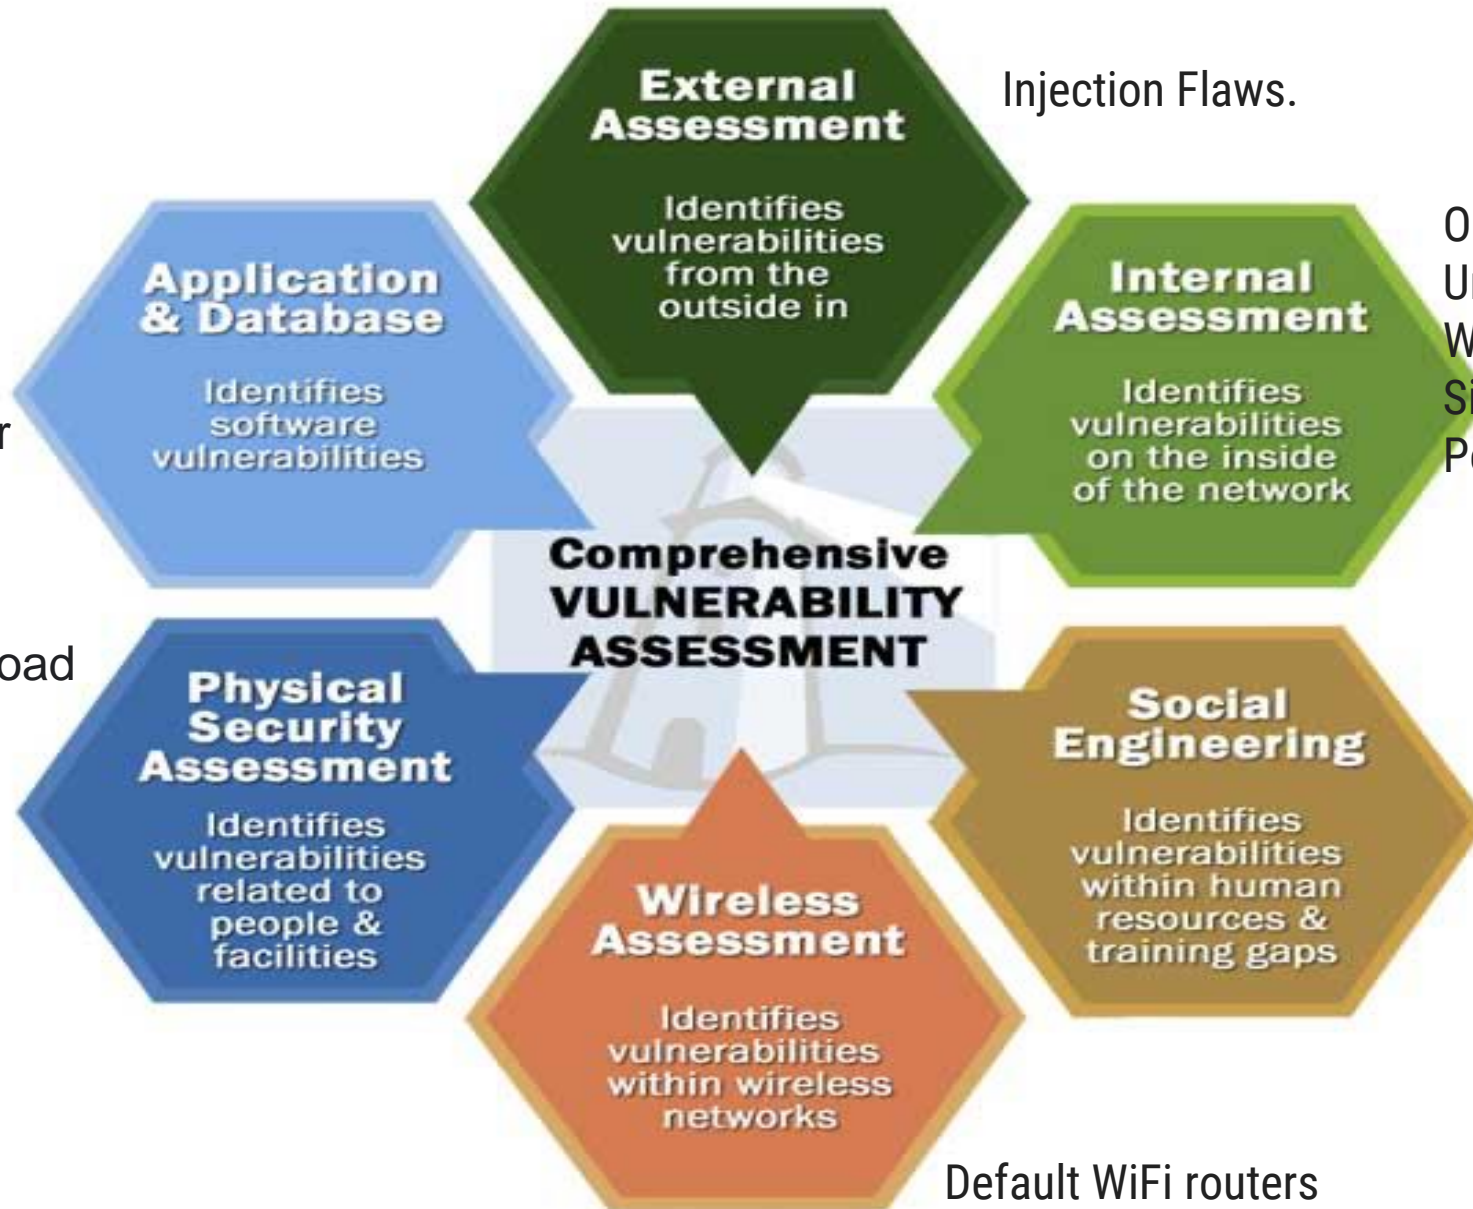 External
Assessment
Identifies
vulnerabilities
from the
outside in
Injection Flaws.
Application
& Database
Identifies
software
vulnerabilities
r
Internal
Assessment
Identifies
vulnerabilities
on the inside
of the network
O
W
Si
Comprehensive
VULNERABILITY
ASSESSMENT
oad
Physical
Security
Assessment
Identifies
vulnerabilities
related to
people &
facilities
Social
Engineering
Identifies
vulnerabilities
within human
resources &
training gaps
Wireless
Assessment
Identifies
vulnerabilities
within wireless
networks
Default WiFi routers